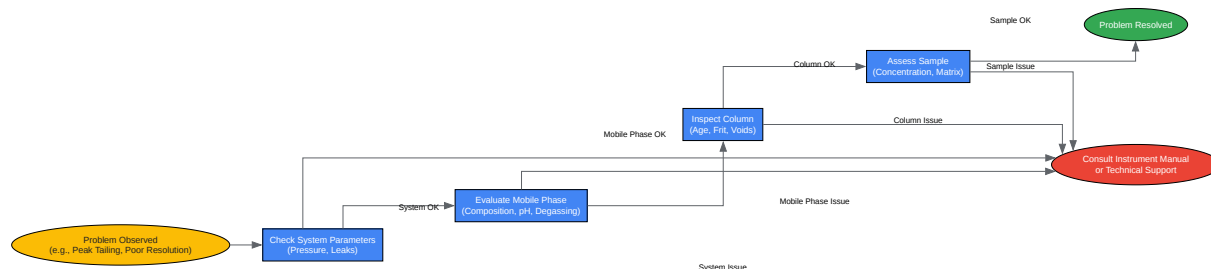 Sample OK
Problem Resolved
Column OK
Assess Sample
(Concentration, Matrix)
Sample Issue
Inspect Column
(Age, Frit, Voids)
Column Issue
Mobile Phase OK
Consult Instrument Manual
or Technical Support
Evaluate Mobile Phase
(Composition, pH, Degassing)
Mobile Phase Issue
System OK
Problem Observed
(e.g., Peak Tailing, Poor Resolution)
Check System Parameters
(Pressure, Leaks)
System Issue